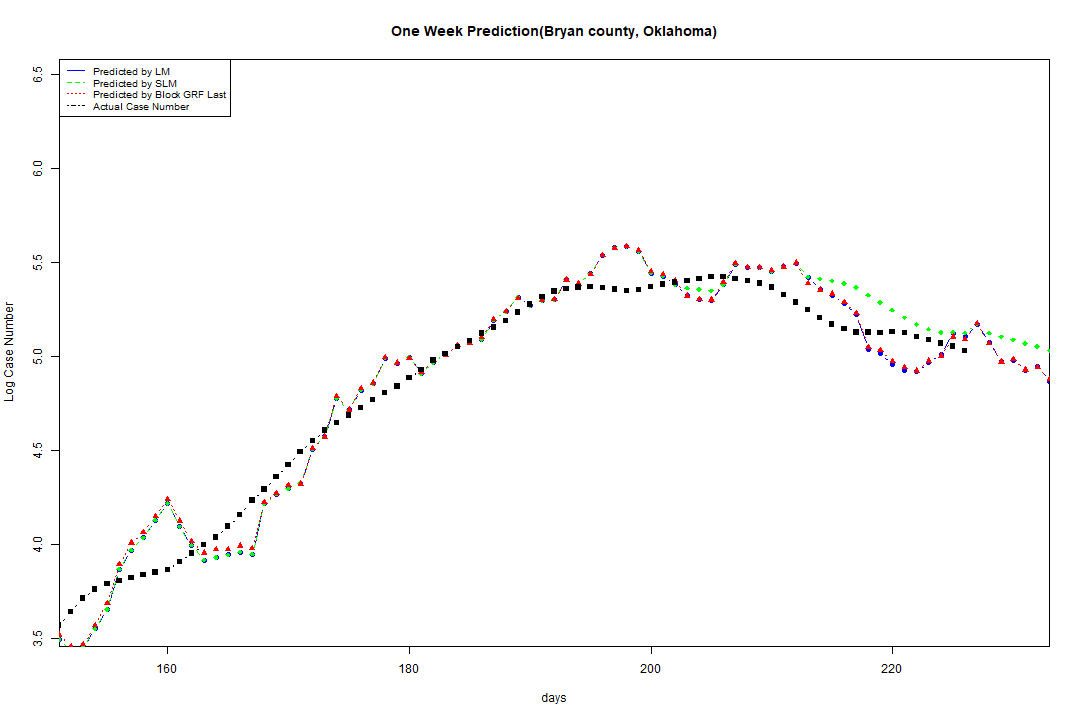 One Week Prediction(Bryan county, Oklahoma)
Predicted by LM
Predicted by SLM
Predicted by Block GRF Last
Actual Case Number
6.5
6.0
5.5
5.0
4.5
4.0
3.5
Log Case Number
160 180 200 220
days